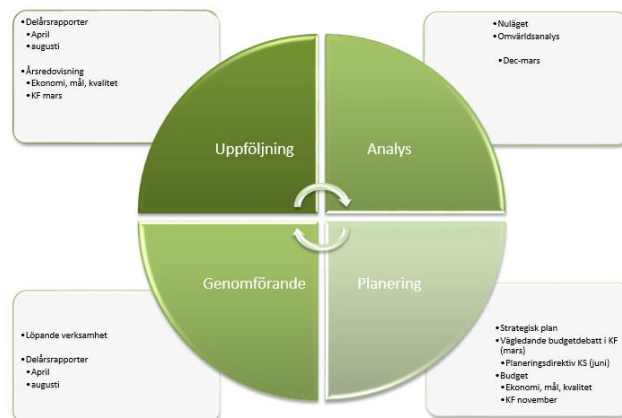 •Delårsrapporter
•April
•augusti
•Årsredovisning
•Ekonomi, mål, kvalitet
•KF mars
•Nuläget
•Omvärldsanalys
•Dec-mars
Uppföljning
Analys
Genomförande
Planering
•Löpande verksamhet
•Delårsrapporter
•April
•augusti
•Strategisk plan
•Vägledande budgetdebatt i KF
(mars)
•Planeringsdirektiv KS (juni)
•Budget
•Ekonomi, mål, kvalitet
•KF november